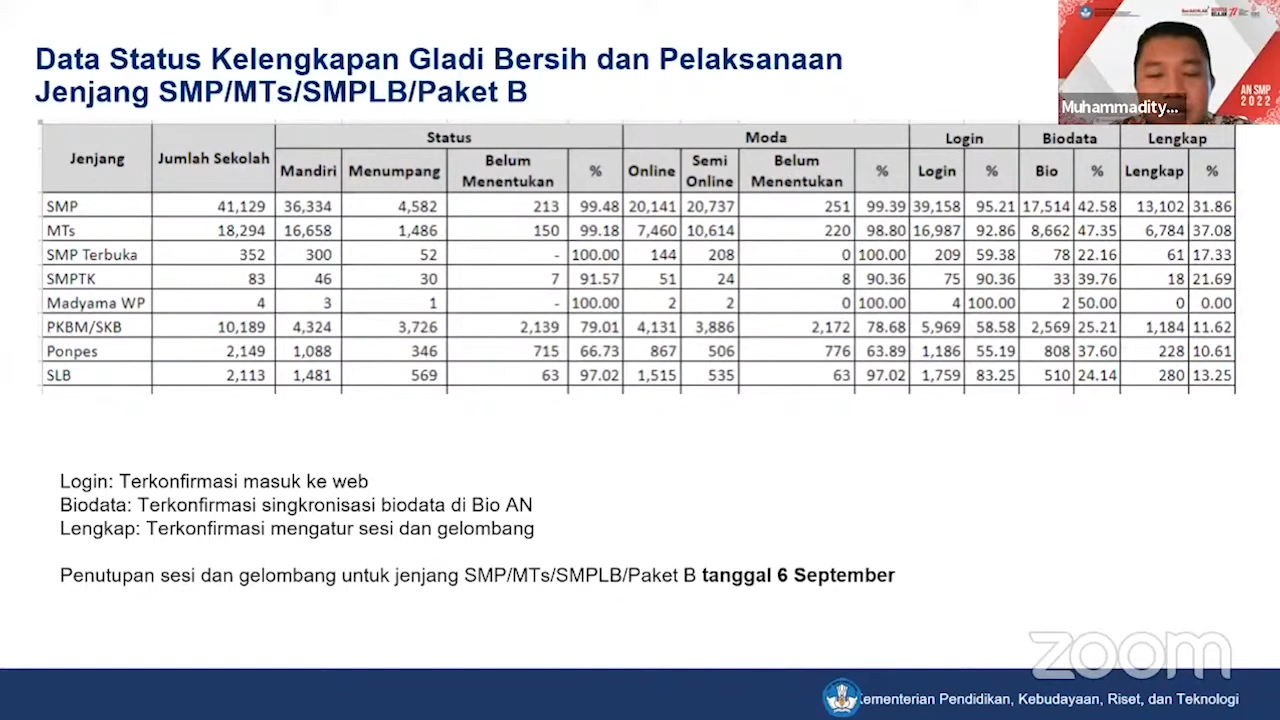 Data Status Kelengkapan Gladi Bersih dan Pelaksanaan
Jenjang SMP/MTs/SMPLB/Paket B
AN SMP
2022
Muhammadity...
Jenjang Jumlah Sekolah Status Moda Login Biodata Lengkap
Mandiri Menumpang Belum Menentukan % Online Semi Online Belum Menentukan % Login % Bio % Lengkap %
SMP 41,129 36,334 4,582 213 99.48 20,141 20,737 251 99.39 39,158 95.21 17,514 42.58 13,102 31.86
MTs 18,294 16,658 1,486 150 99.18 7,460 10,614 220 98.80 16,987 92.86 8,662 47.35 6,784 37.08
SMP Terbuka 352 300 52 - 100.00 144 208 0 100.00 209 59.38 78 22.16 61 17.33
SMPTK 83 46 30 7 91.57 51 24 8 90.36 75 90.36 33 39.76 18 21.69
Madyama WP 4 3 1 - 100.00 2 2 0 100.00 4 100.00 2 50.00 0 0.00
PKBM/SKB 10,189 4,324 3,726 2,139 79.01 4,131 3,886 2,172 78.68 5,969 58.58 2,569 25.21 1,184 11.62
Ponpes 2,149 1,088 346 715 66.73 867 506 776 63.89 1,186 55.19 808 37.60 228 10.61
SLB 2,113 1,481 569 63 97.02 1,515 535 63 97.02 1,759 83.25 510 24.14 280 13.25
Login: Terkonfirmasi masuk ke web
Biodata: Terkonfirmasi singkronisasi biodata di Bio AN
Lengkap: Terkonfirmasi mengatur sesi dan gelombang
Penutupan sesi dan gelombang untuk jenjang SMP/MTs/SMPLB/Paket B tanggal 6 September
zoom
Kementerian Pendidikan, Kebudayaan, Riset, dan Teknologi